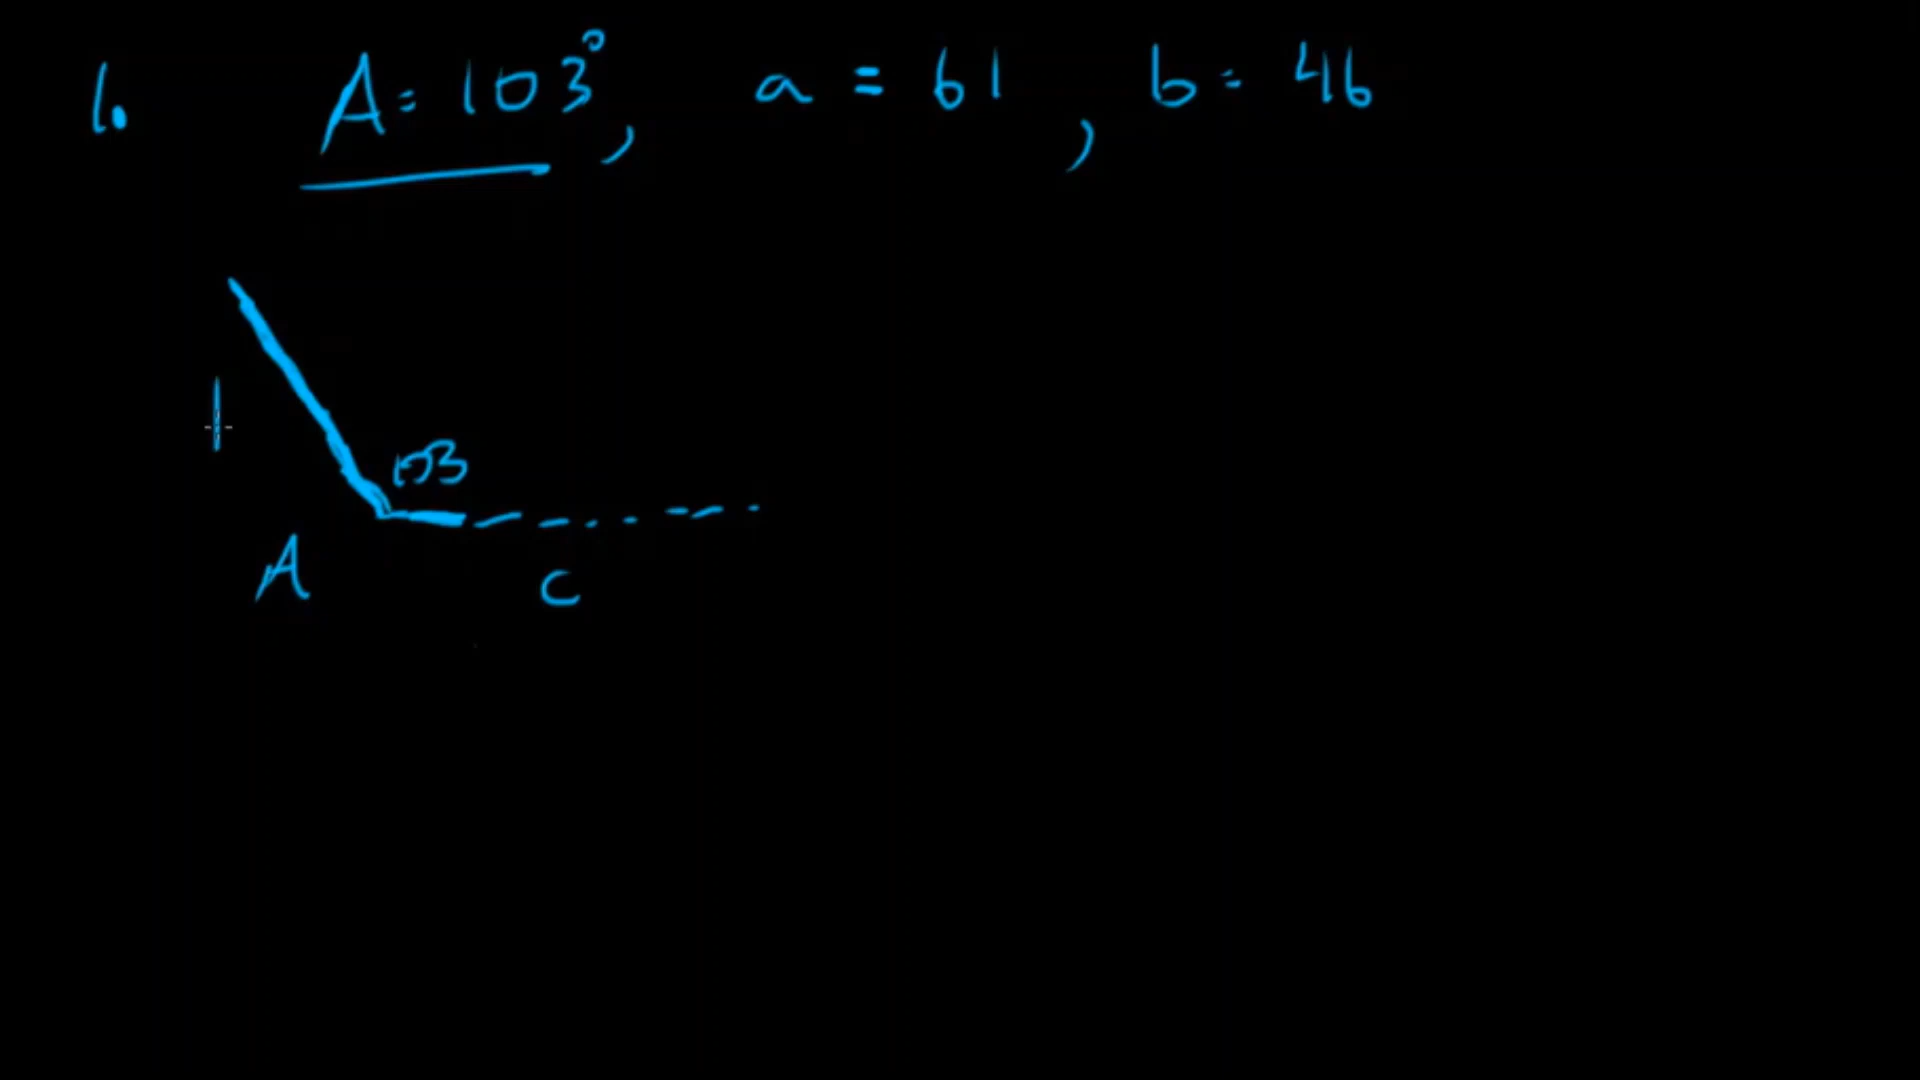 1. A = 103°, a = 61, b = 46
103
A
c